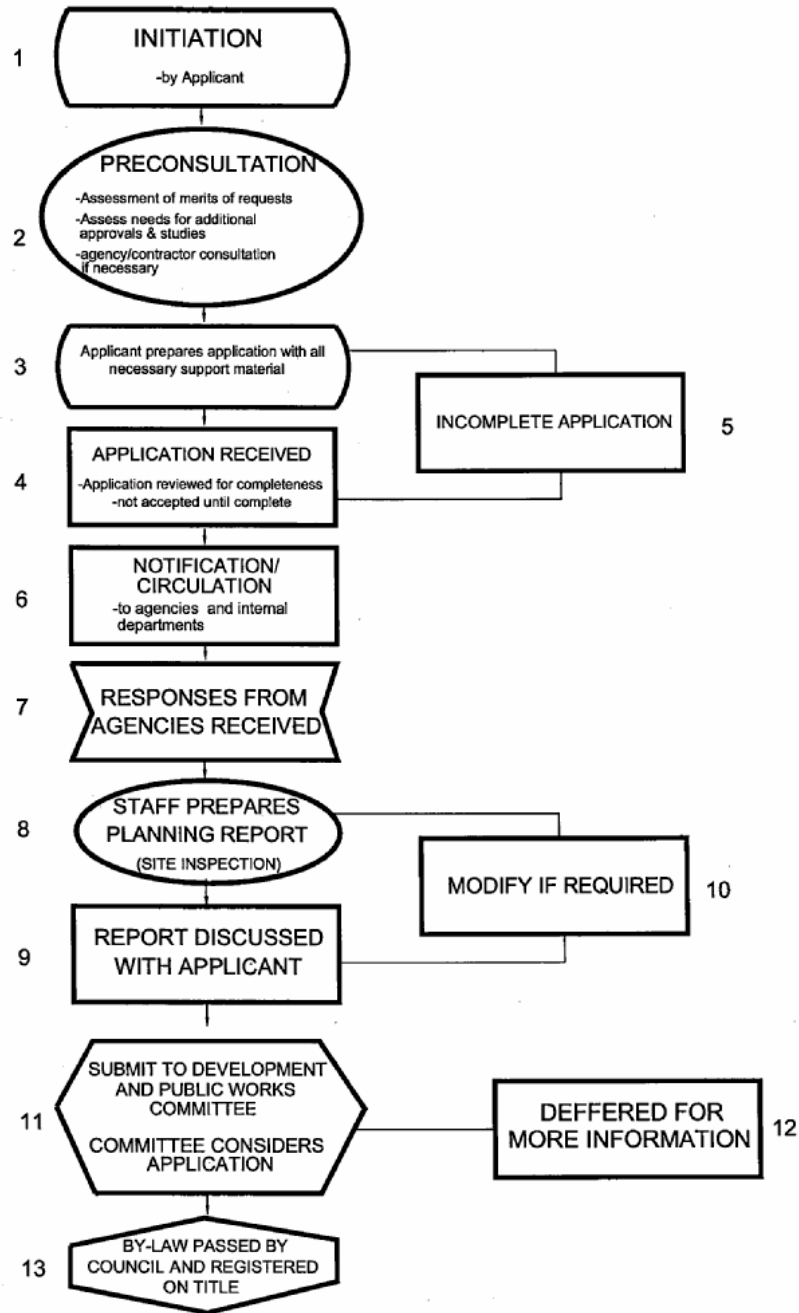 1
INITIATION
-by Applicant
2
PRECONSULTATION
-Assessment of merits of requests
-Assess needs for additional
approvals & studies
-agency/contractor consultation
if necessary
3
Applicant prepares application with all
necessary support material
4
APPLICATION RECEIVED
-Application reviewed for completeness
-not accepted until complete
INCOMPLETE APPLICATION
5
6
NOTIFICATION/
CIRCULATION
-to agencies and internal
departments
7
RESPONSES FROM
AGENCIES RECEIVED
8
STAFF PREPARES
PLANNING REPORT
(SITE INSPECTION)
9
REPORT DISCUSSED
WITH APPLICANT
MODIFY IF REQUIRED
10
11
SUBMIT TO DEVELOPMENT
AND PUBLIC WORKS
COMMITTEE
COMMITTEE CONSIDERS
APPLICATION
DEFFERED FOR
MORE INFORMATION
12
13
BY-LAW PASSED BY
COUNCIL AND REGISTERED
ON TITLE